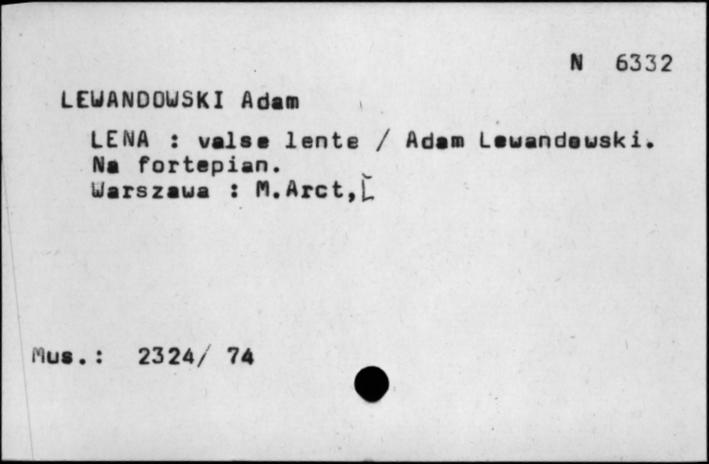 N 6332
LEWANDOWSKI Adam
LENA : valse lente / Adam Lewandowski.
Na fortepian.
Warszawa : M.Arct,[
Mus.: 2324/ 74